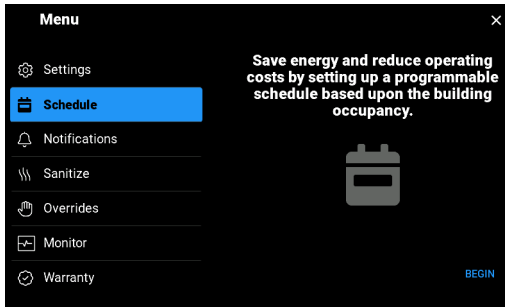 Menu
Settings
Schedule
Notifications
Sanitize
Overrides
Monitor
Warranty
Save energy and reduce operating
costs by setting up a programmable
schedule based upon the building
occupancy.
BEGIN